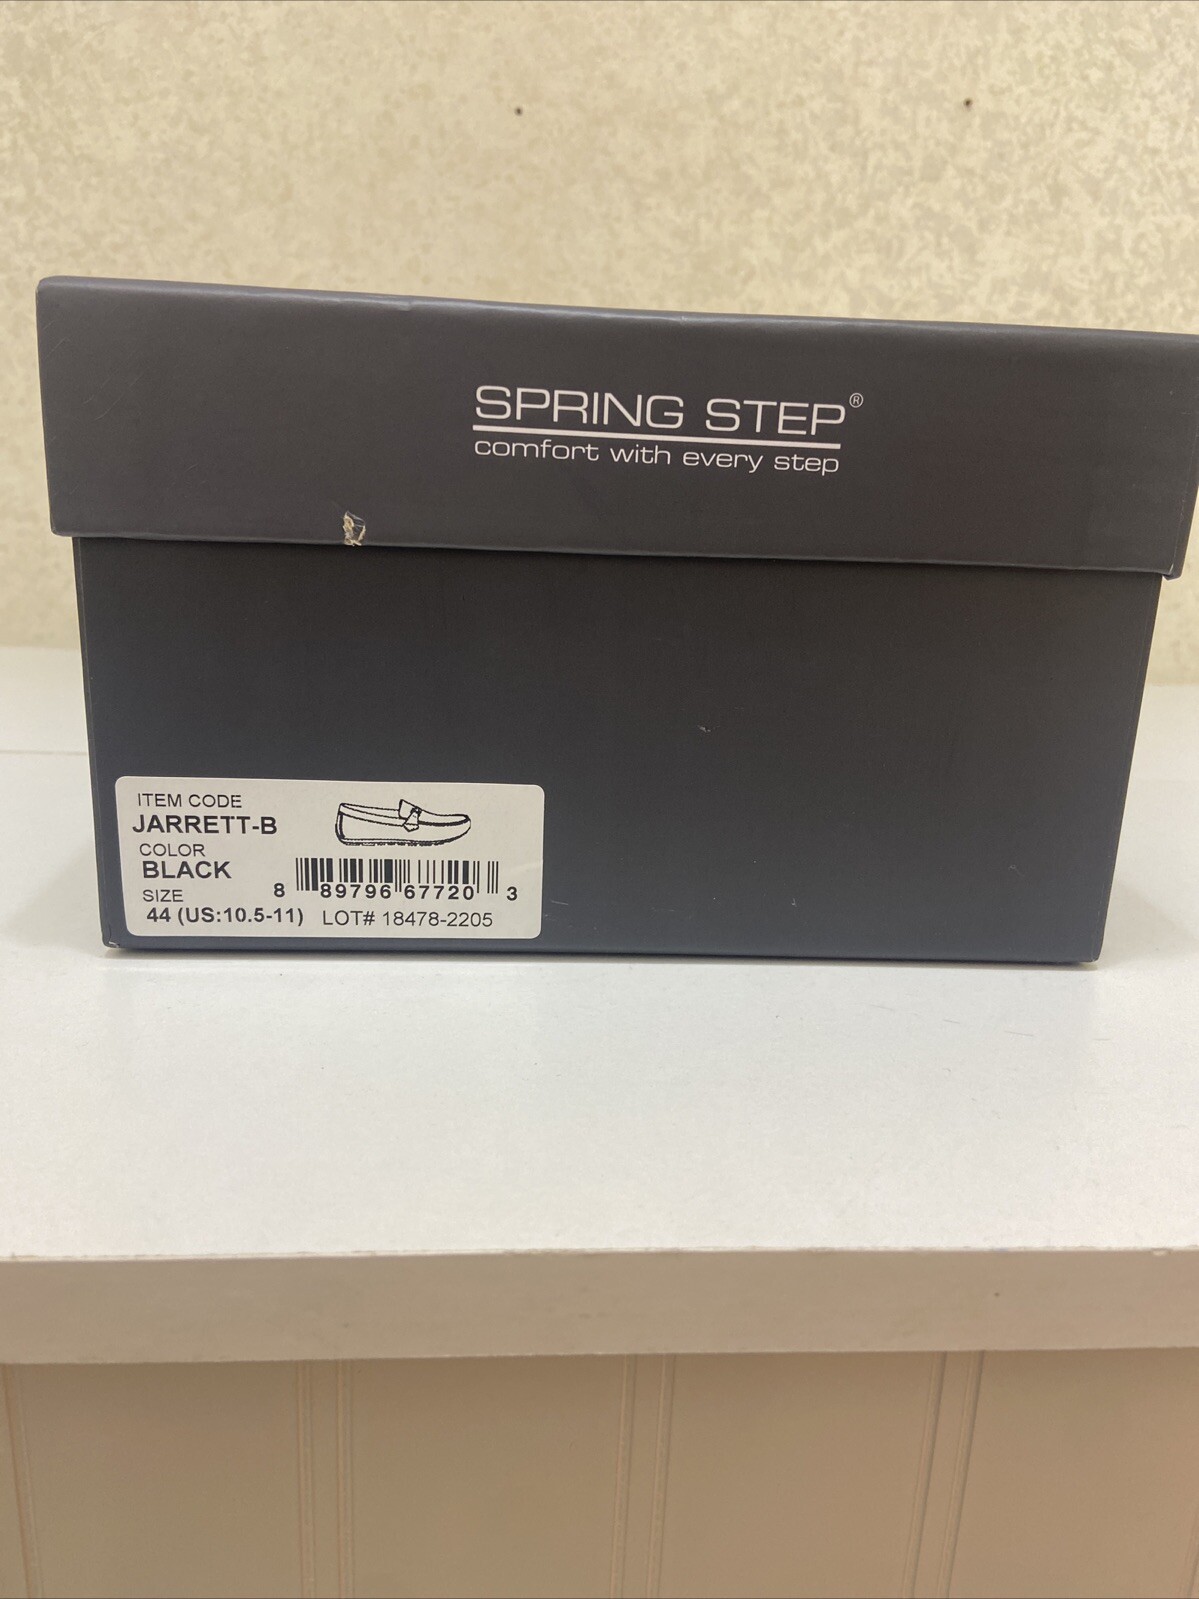 SPRING STEP®
comfort with every step
ITEM CODE
JARRETT-B
COLOR
BLACK
SIZE
44 (US:10.5-11)
8 89796 67720 3
LOT# 18478-2205